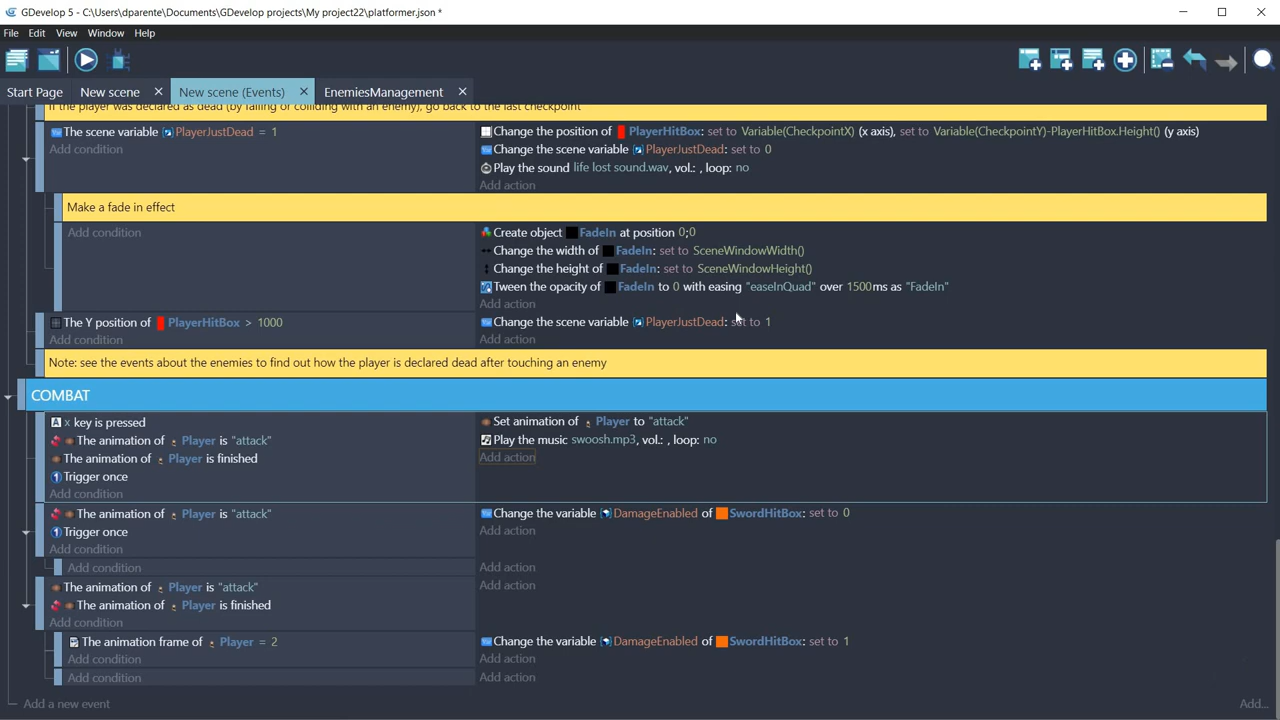 GDevelop 5 - C:\Users\dparente\Documents\GDevelop projects\My project22\platformer.json *
File Edit View Window Help
Start Page New scene × New scene (Events) × EnemiesManagement ×
If the player was declared as dead (by falling or colliding with an enemy), go back to the last checkpoint
The scene variable PlayerJustDead = 1
Add condition
Change the position of PlayerHitBox: set to Variable(CheckpointX) (x axis), set to Variable(CheckpointY)-PlayerHitBox.Height() (y axis)
Change the scene variable PlayerJustDead: set to 0
Play the sound life lost sound.wav, vol.: , loop: no
Add action
Make a fade in effect
Add condition
Create object FadeIn at position 0;0
Change the width of FadeIn: set to SceneWindowWidth()
Change the height of FadeIn: set to SceneWindowHeight()
Tween the opacity of FadeIn to 0 with easing "easeInQuad" over 1500ms as "FadeIn"
Add action
The Y position of PlayerHitBox > 1000
Add condition
Change the scene variable PlayerJustDead: set to 1
Add action
Note: see the events about the enemies to find out how the player is declared dead after touching an enemy
COMBAT
x key is pressed
The animation of Player is "attack"
The animation of Player is finished
Trigger once
Add condition
Set animation of Player to "attack"
Play the music swoosh.mp3, vol.: , loop: no
Add action
The animation of Player is "attack"
Trigger once
Add condition
Change the variable DamageEnabled of SwordHitBox: set to 0
Add action
Add condition
Add action
The animation of Player is "attack"
The animation of Player is finished
Add condition
Add action
The animation frame of Player = 2
Add condition
Change the variable DamageEnabled of SwordHitBox: set to 1
Add action
Add condition
Add action
Add a new event
Add...